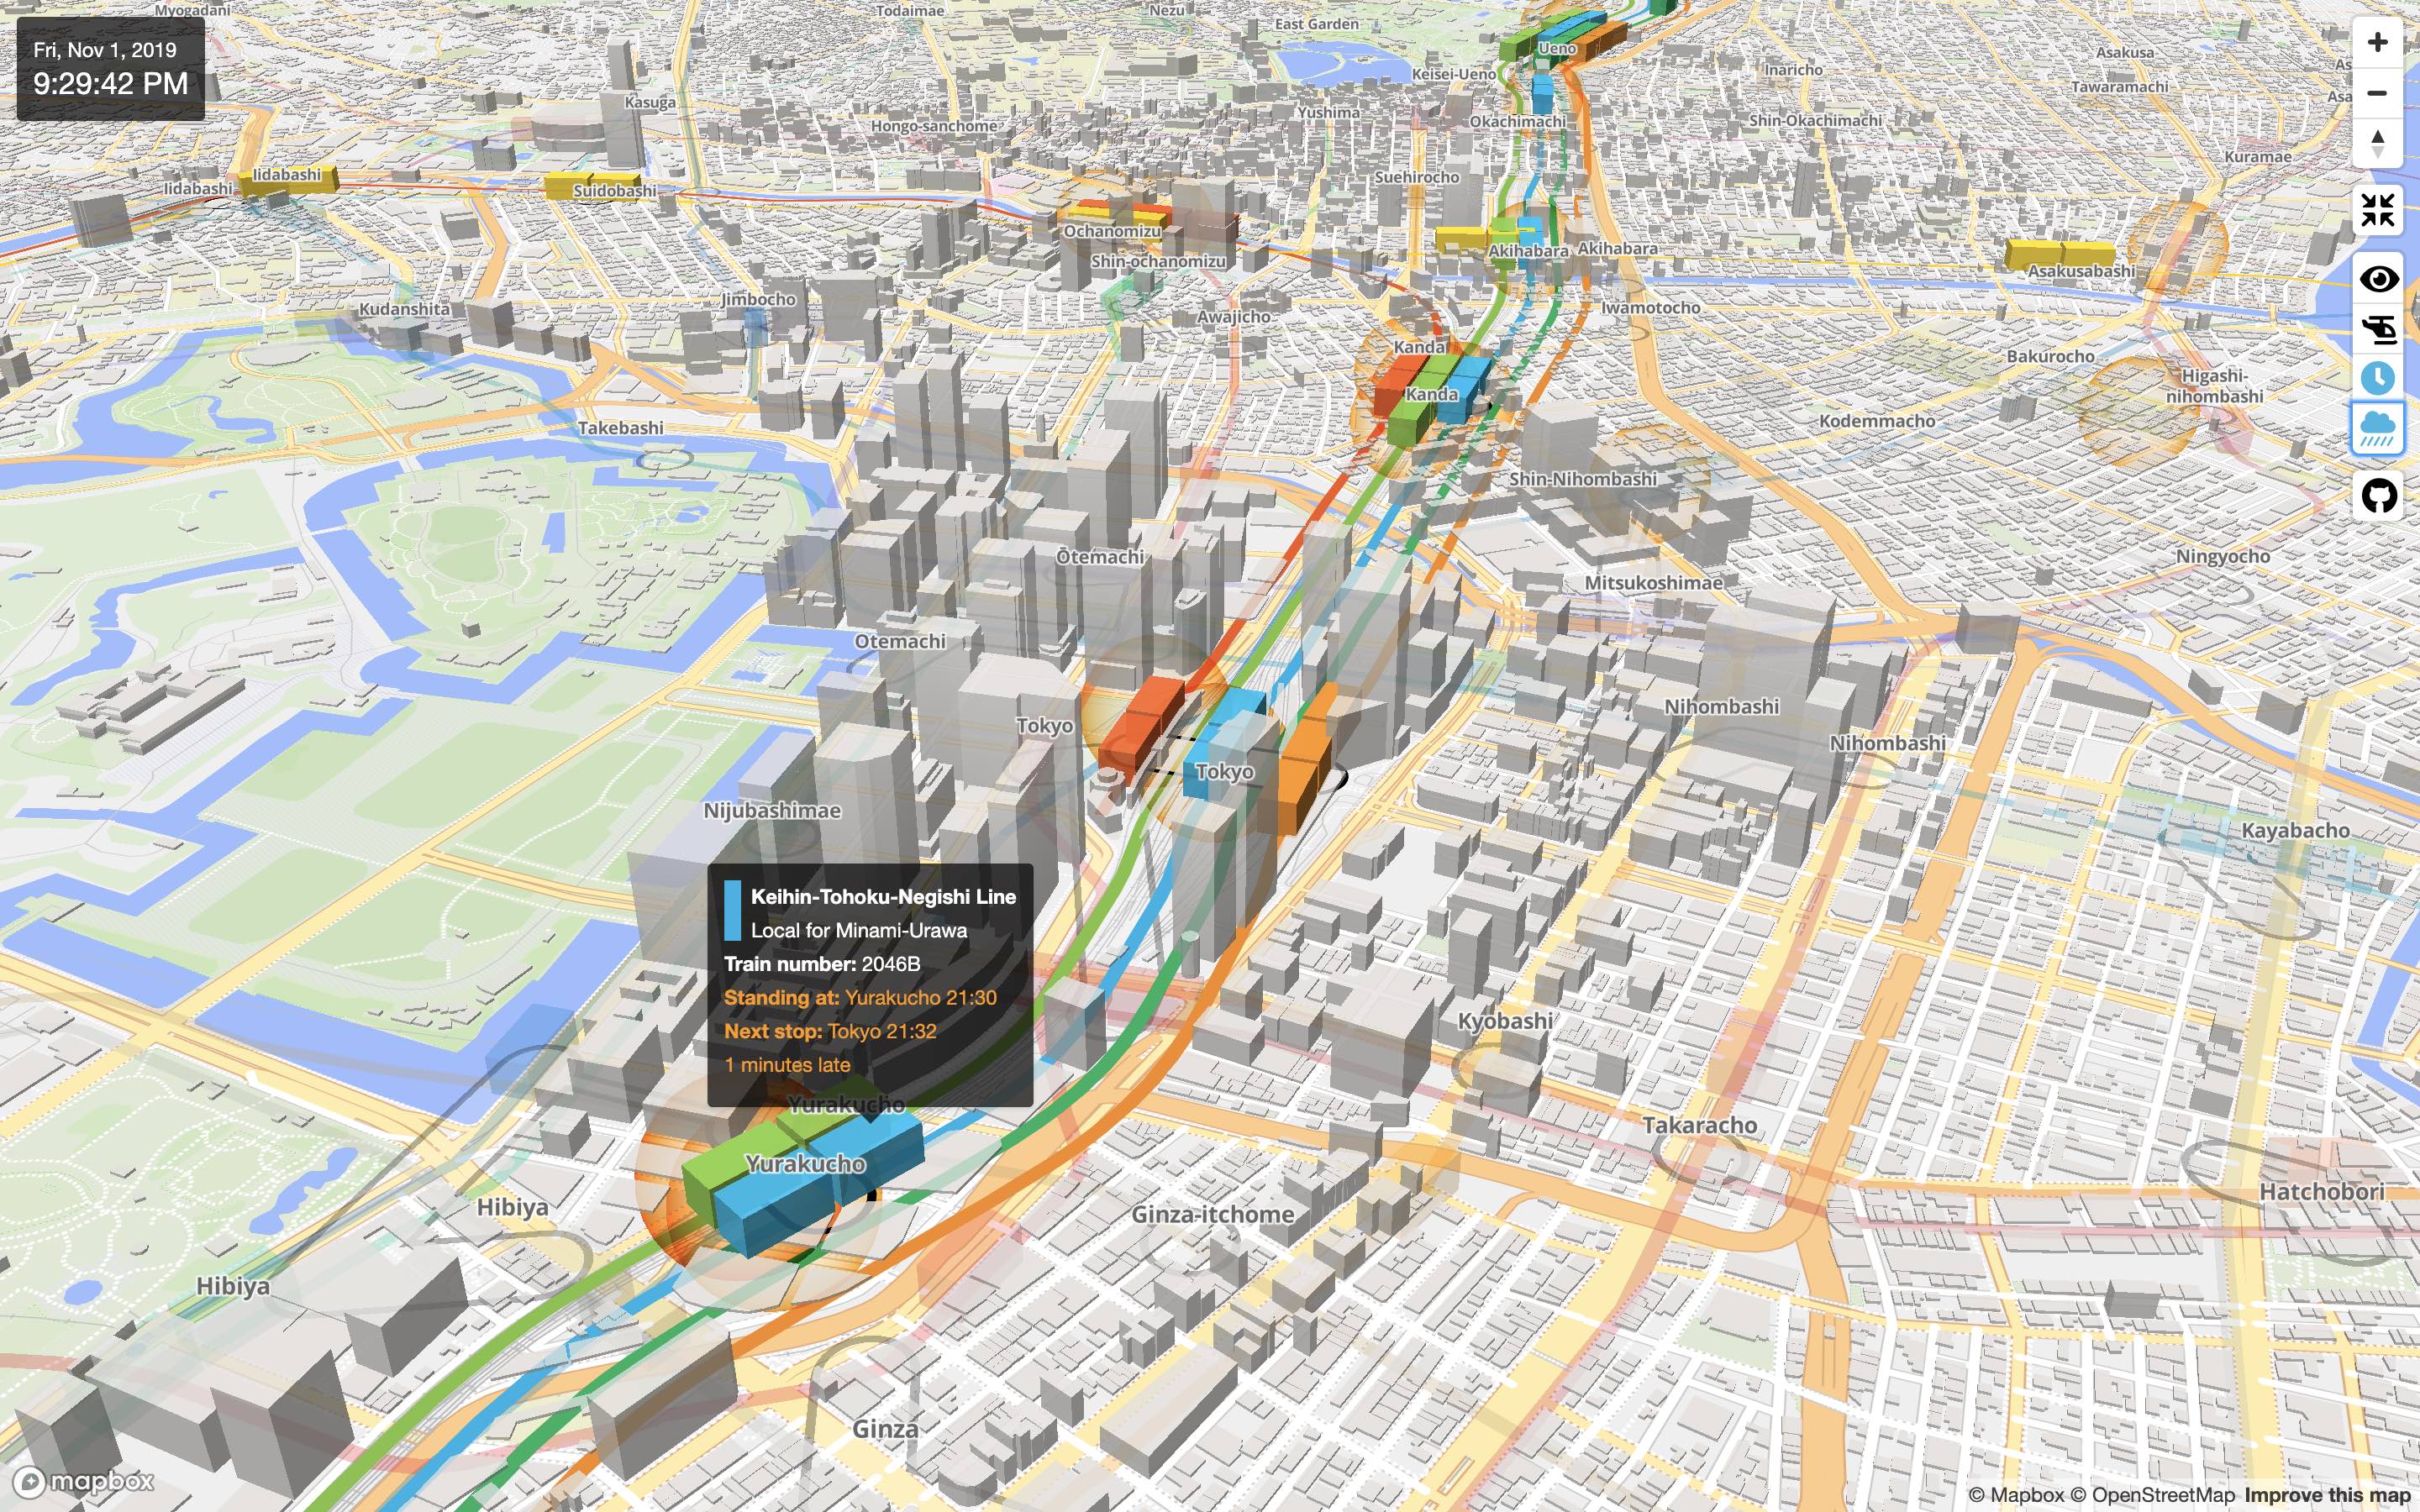 Myogadani
Todaimae
Nezu
East Garden
Ueno
Fri, Nov 1, 2019
9:29:42 PM
Asakusa
Keisei-Ueno
Inaricho
Tawaramachi
Kasuga
Yushima
Okachimachi
Shin-Okachimachi
Hongo-sanchome
Kuramae
Iidabashi
Iidabashi
Suidobashi
Suehirocho
Ochanomizu
Shin-ochanomizu
Akihabara
Akihabara
Asakusabashi
Kudanshita
Jimbocho
Awajicho
Iwamotocho
Kanda
Kanda
Bakurocho
Higashi-
nihombashi
Takebashi
Kodemmacho
Shin-Nihombashi
Ōtemachi
Mitsukoshimae
Ningyocho
Otemachi
Tokyo
Nihombashi
Nihombashi
Tokyo
Nijubashimae
Kayabacho
Keihin-Tohoku-Negishi Line
Local for Minami-Urawa
Train number: 2046B
Standing at: Yurakucho 21:30
Next stop: Tokyo 21:32
1 minutes late
Kyobashi
Yurakucho
Yurakucho
Takaracho
Hibiya
Ginza-itchome
Hatchobori
Hibiya
Ginza
mapbox
© Mapbox © OpenStreetMap Improve this map